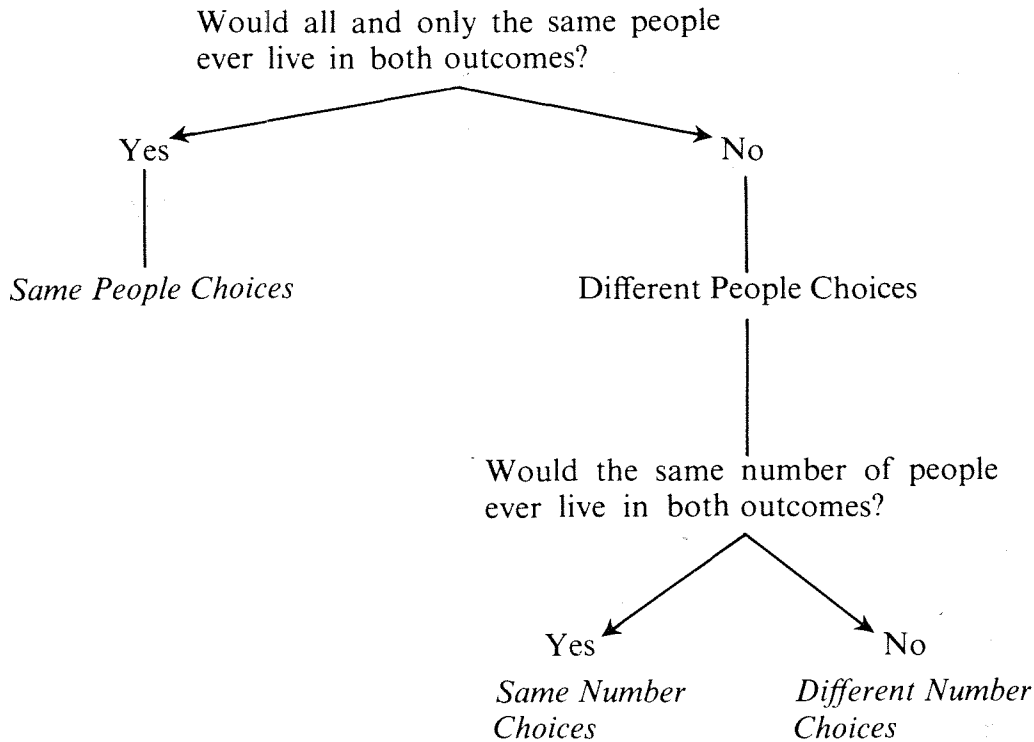 Would all and only the same people
ever live in both outcomes?
Yes
No
Same People Choices
Different People Choices
Would the same number of people
ever live in both outcomes?
Yes
No
Same Number
Choices
Different Number
Choices